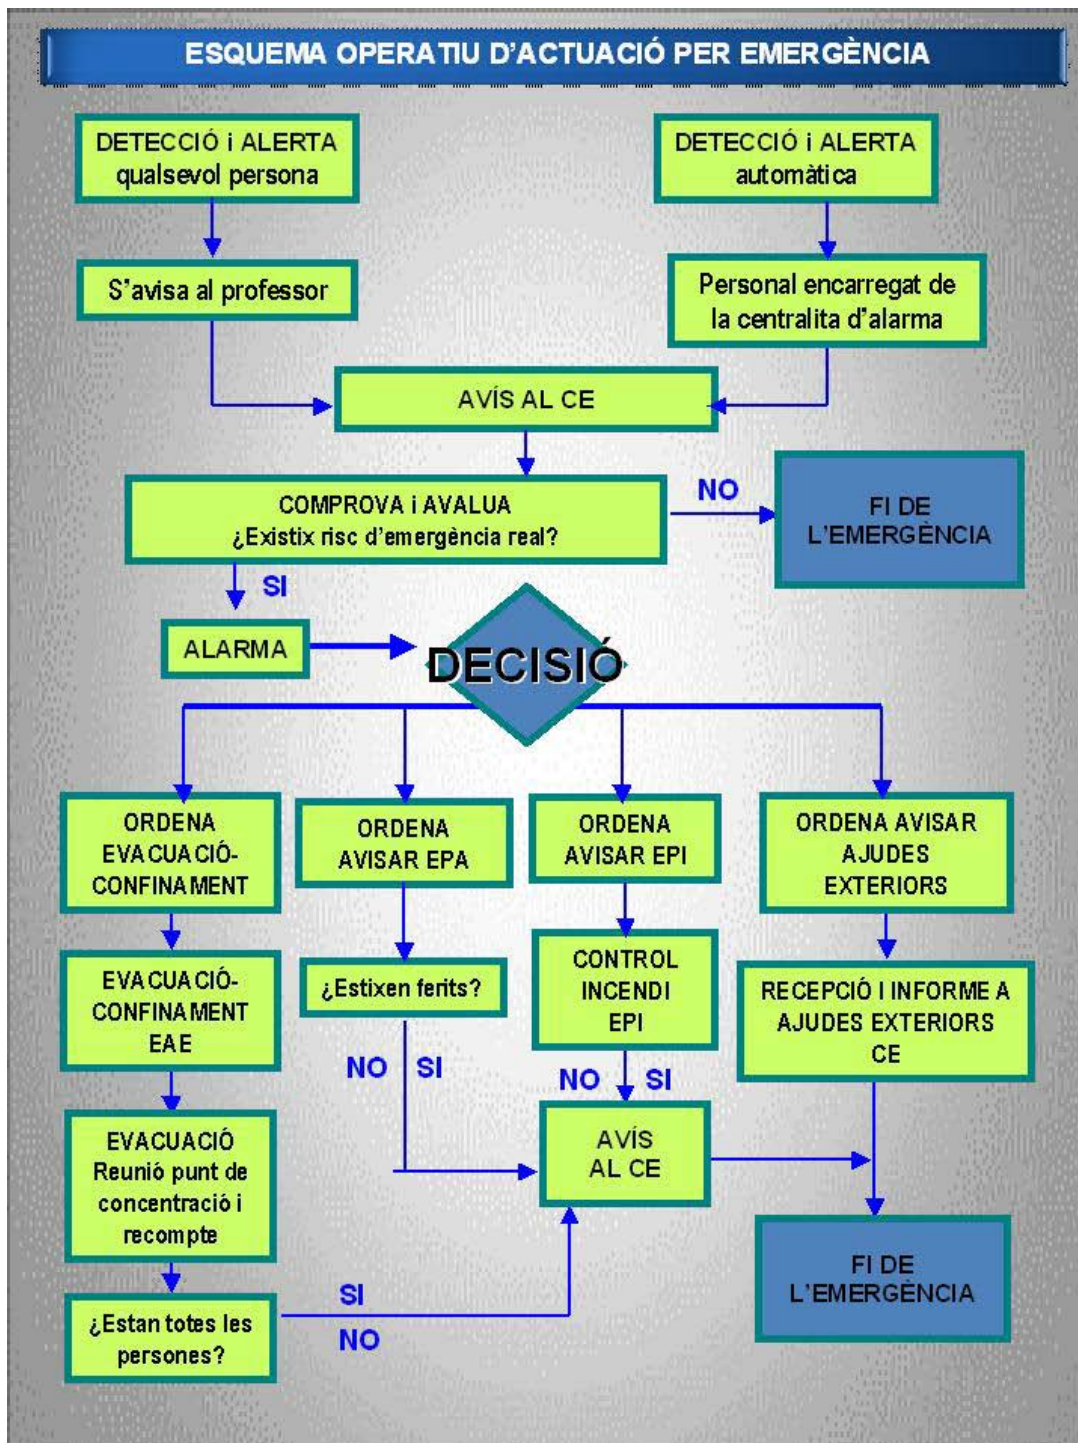 ESQUEMA OPERATIU D'ACTUACIÓ PER EMERGÈNCIA
DETECCIÓ i ALERTA
qualsevol persona
DETECCIÓ i ALERTA
automàtica
S'avisa al professor
Personal encarregat de
la centralita d'alarma
AVÍS AL CE
COMPROVA i AVALUA
¿Existix risc d'emergència real?
NO
FI DE
L'EMERGÈNCIA
SI
ALARMA
DECISIÓ
ORDENA
EVACUACIÓ-
CONFINAMENT
ORDENA
AVISAR EPA
ORDENA
AVISAR EPI
ORDENA AVISAR
AJUDES
EXTERIORS
EVACUACIÓ-
CONFINAMENT
EAE
¿Estixen ferits?
CONTROL
INCENDI
EPI
RECEPCIÓ I INFORME A
AJUDES EXTERIORS
CE
NO SI
NO SI
EVACUACIÓ
Reunió punt de
concentració i
recompte
AVÍS
AL CE
FI DE
L'EMERGÈNCIA
¿Estan totes les
persones?
SI
NO